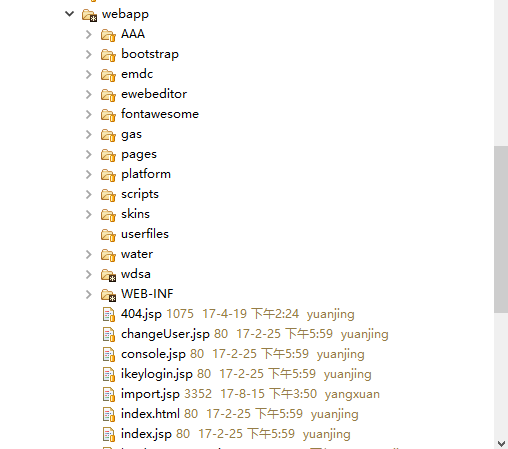 webapp
AAA
bootstrap
emdc
ewebeditor
fontawesome
gas
pages
platform
scripts
skins
userfiles
water
wdsa
WEB-INF
404.jsp 1075 17-4-19 下午2:24 yuanjing
changeUser.jsp 80 17-2-25 下午5:59 yuanjing
console.jsp 80 17-2-25 下午5:59 yuanjing
ikeylogin.jsp 80 17-2-25 下午5:59 yuanjing
import.jsp 3352 17-8-15 下午3:50 yangxuan
index.html 80 17-2-25 下午5:59 yuanjing
index.jsp 80 17-2-25 下午5:59 yuanjing